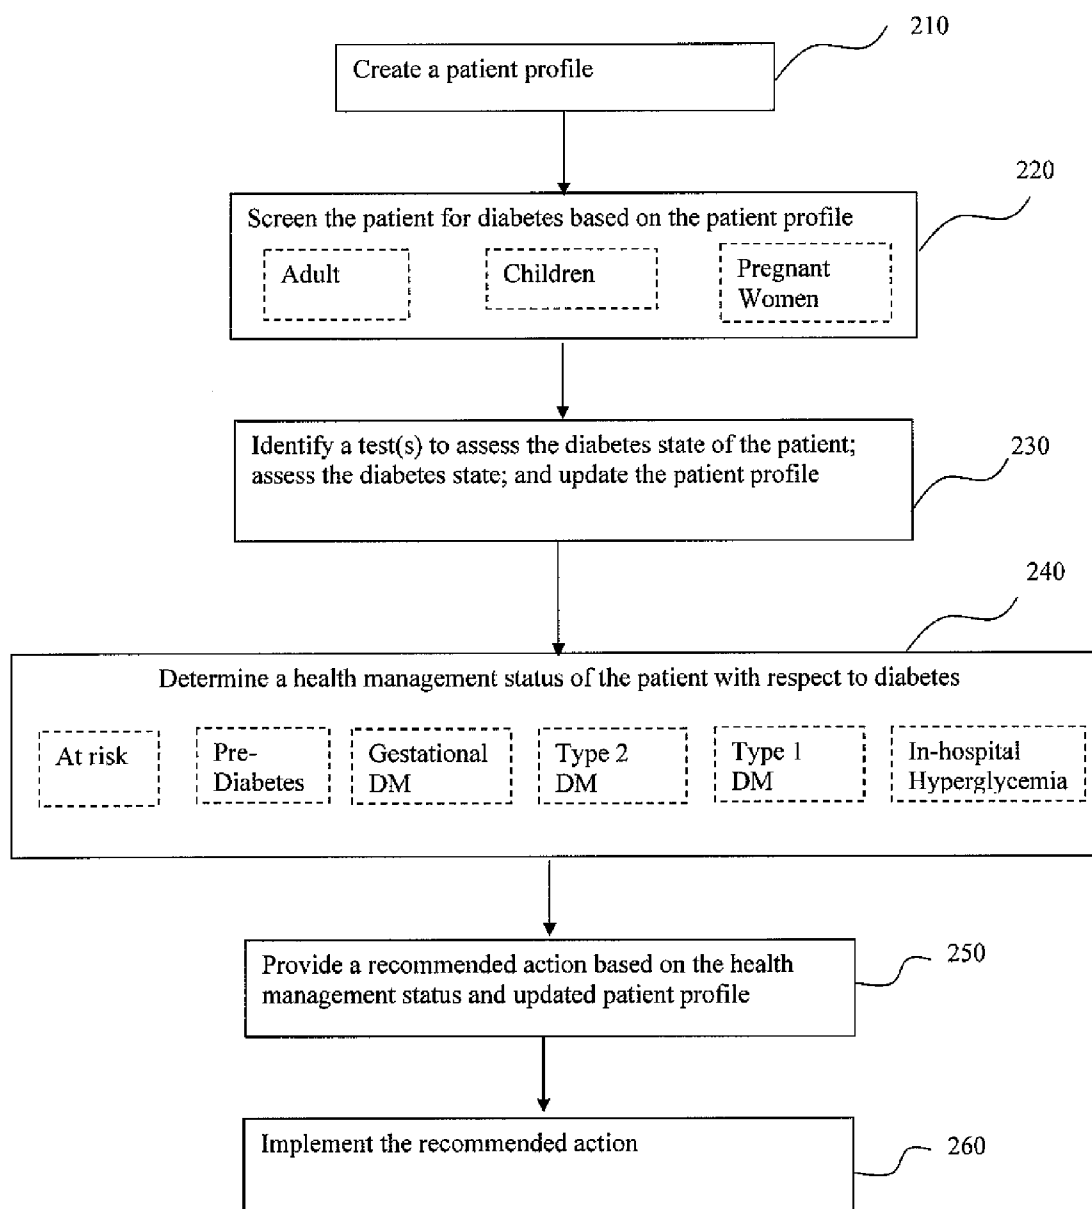 210
Create a patient profile
220
Screen the patient for diabetes based on the patient profile
Adult
Children
Pregnant
Women
Identify a test(s) to assess the diabetes state of the patient;
assess the diabetes state; and update the patient profile
230
240
Determine a health management status of the patient with respect to diabetes
At risk
Pre-
Diabetes
Gestational
DM
Type 2
DM
Type 1
DM
In-hospital
Hyperglycemia
Provide a recommended action based on the health
management status and updated patient profile
250
Implement the recommended action
260